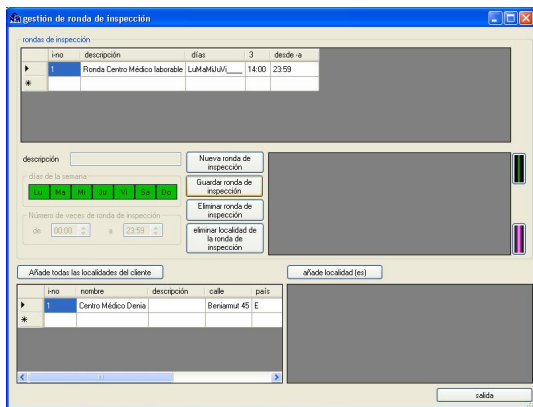 gestión de ronda de inspección
rondas de inspección
i-no descripción días 3 desde -a
1 Ronda Centro Médico laborable LuMaMiJuVi____ 14:00 23:59
descripción
Nueva ronda de inspección
días de la semana
Lu Ma Mi Ju Vi Sá Do
Guardar ronda de inspección
Número de veces de ronda de inspección
de 00:00 a 23:59
Eliminar ronda de inspección
eliminar localidad de la ronda de inspección
Añade todas las localidades del cliente
añade localidad (es)
i-no nombre descripción calle país
1 Centro Médico Denia Beniarmut 45 E
salida